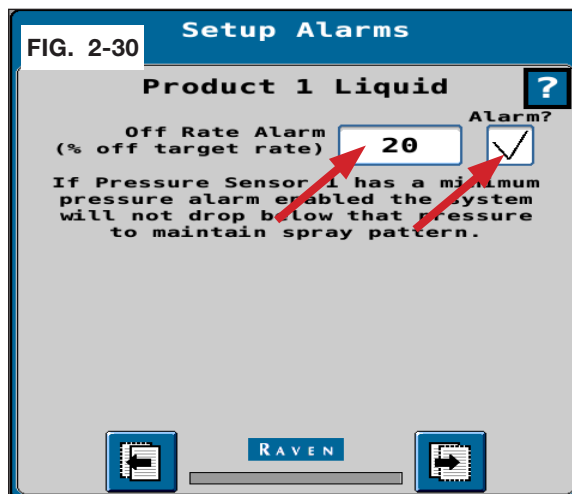 Setup Alarms
FIG. 2-30
Product 1 Liquid
?
Alarm?
Off Rate Alarm
(% off target rate)
20
If Pressure Sensor 1 has a minimum
pressure alarm enabled the system
will not drop below that pressure
to maintain spray pattern.
RAVEN